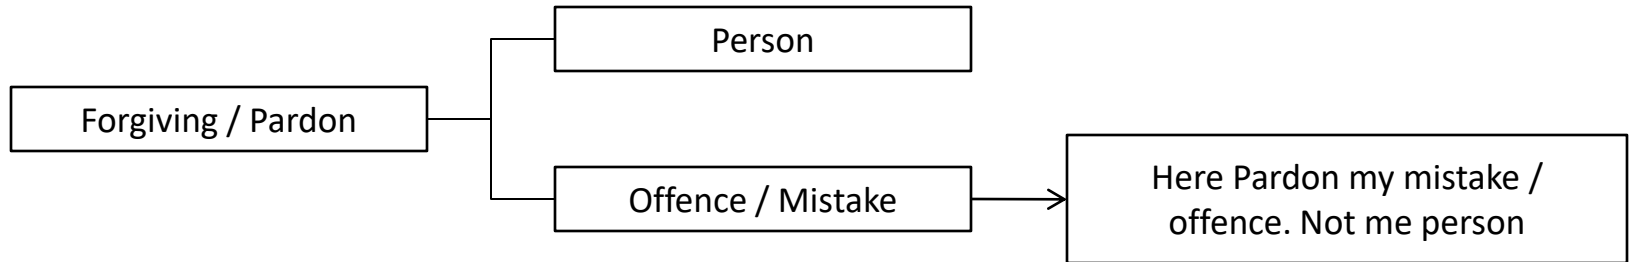 Person
Forgiving / Pardon
Offence / Mistake
Here Pardon my mistake /
offence. Not me person